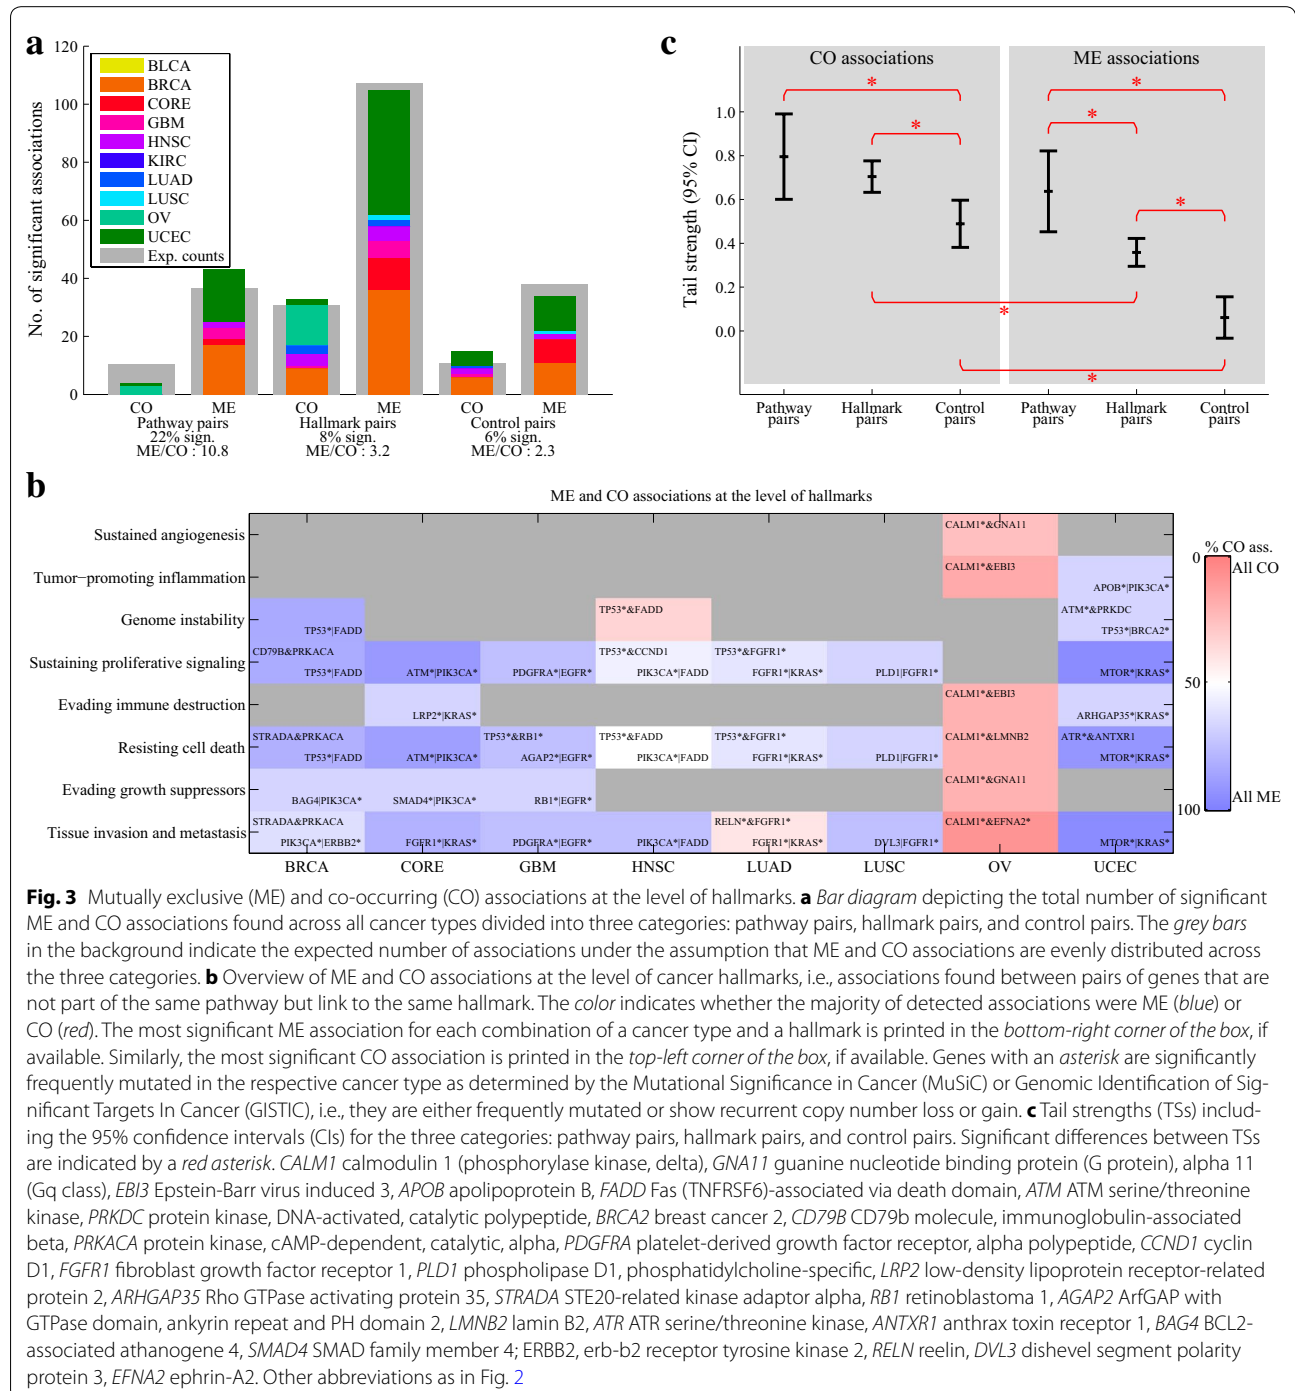 a
120
100
80
60
40
20
0
No. of significant associations
BLCA
BRCA
CORE
GBM
HNSC
KIRC
LUAD
LUSC
OV
UCEC
Exp. counts
CO ME CO ME CO ME
Pathway pairs Hallmark pairs Control pairs
22% sign. 8% sign. 6% sign.
ME/CO : 10.8 ME/CO : 3.2 ME/CO : 2.3
c
CO associations ME associations
Tail strength (95% CI)
1.0
0.8
0.6
0.4
0.2
0.0
* * * * * * *
Pathway pairs Hallmark pairs Control pairs Pathway pairs Hallmark pairs Control pairs
b
ME and CO associations at the level of hallmarks
Sustained angiogenesis
CALM1*&GNA11
Tumor−promoting inflammation
CALM1*&EBI3
APOB*|PIK3CA*
Genome instability
TP53*&FADD ATM*&PRKDC
TP53*|FADD TP53*|BRCA2*
Sustaining proliferative signaling
CD79B&PRKACA TP53*&CCND1 TP53*&FGFR1*
TP53*|FADD ATM*|PIK3CA* PDGFRA*|EGFR* PIK3CA*|FADD FGFR1*|KRAS* PLD1|FGFR1* MTOR*|KRAS*
Evading immune destruction
CALM1*&EBI3
LRP2*|KRAS* ARHGAP35*|KRAS*
Resisting cell death
STRADA&PRKACA TP53*&RB1* TP53*&FADD TP53*&FGFR1* CALM1*&LMNB2 ATR*&ANTXR1
TP53*|FADD ATM*|PIK3CA* AGAP2*|EGFR* PIK3CA*|FADD FGFR1*|KRAS* PLD1|FGFR1* MTOR*|KRAS*
Evading growth suppressors
CALM1*&GNA11
BAG4|PIK3CA* SMAD4*|PIK3CA* RB1*|EGFR*
Tissue invasion and metastasis
STRADA&PRKACA RELN*&FGFR1* CALM1*&EFNA2*
PIK3CA*|ERBB2* FGFR1*|KRAS* PDGFRA*|EGFR* PIK3CA*|FADD FGFR1*|KRAS* DVL3|FGFR1* MTOR*|KRAS*
BRCA CORE GBM HNSC LUAD LUSC OV UCEC
% CO ass.
0 All CO
50
100 All ME
Fig. 3 Mutually exclusive (ME) and co-occurring (CO) associations at the level of hallmarks. a Bar diagram depicting the total number of significant
ME and CO associations found across all cancer types divided into three categories: pathway pairs, hallmark pairs, and control pairs. The grey bars
in the background indicate the expected number of associations under the assumption that ME and CO associations are evenly distributed across
the three categories. b Overview of ME and CO associations at the level of cancer hallmarks, i.e., associations found between pairs of genes that are
not part of the same pathway but link to the same hallmark. The color indicates whether the majority of detected associations were ME (blue) or
CO (red). The most significant ME association for each combination of a cancer type and a hallmark is printed in the bottom-right corner of the box, if
available. Similarly, the most significant CO association is printed in the top-left corner of the box, if available. Genes with an asterisk are significantly
frequently mutated in the respective cancer type as determined by the Mutational Significance in Cancer (MuSiC) or Genomic Identification of Sig-
nificant Targets In Cancer (GISTIC), i.e., they are either frequently mutated or show recurrent copy number loss or gain. c Tail strengths (TSs) includ-
ing the 95% confidence intervals (CIs) for the three categories: pathway pairs, hallmark pairs, and control pairs. Significant differences between TSs
are indicated by a red asterisk. CALM1 calmodulin 1 (phosphorylase kinase, delta), GNA11 guanine nucleotide binding protein (G protein), alpha 11
(Gq class), EBI3 Epstein-Barr virus induced 3, APOB apolipoprotein B, FADD Fas (TNFRSF6)-associated via death domain, ATM ATM serine/threonine
kinase, PRKDC protein kinase, DNA-activated, catalytic polypeptide, BRCA2 breast cancer 2, CD79B CD79b molecule, immunoglobulin-associated
beta, PRKACA protein kinase, cAMP-dependent, catalytic, alpha, PDGFRA platelet-derived growth factor receptor, alpha polypeptide, CCND1 cyclin
D1, FGFR1 fibroblast growth factor receptor 1, PLD1 phospholipase D1, phosphatidylcholine-specific, LRP2 low-density lipoprotein receptor-related
protein 2, ARHGAP35 Rho GTPase activating protein 35, STRADA STE20-related kinase adaptor alpha, RB1 retinoblastoma 1, AGAP2 ArfGAP with
GTPase domain, ankyrin repeat and PH domain 2, LMNB2 lamin B2, ATR ATR serine/threonine kinase, ANTXR1 anthrax toxin receptor 1, BAG4 BCL2-
associated athanogene 4, SMAD4 SMAD family member 4; ERBB2, erb-b2 receptor tyrosine kinase 2, RELN reelin, DVL3 dishevel segment polarity
protein 3, EFNA2 ephrin-A2. Other abbreviations as in Fig. 2